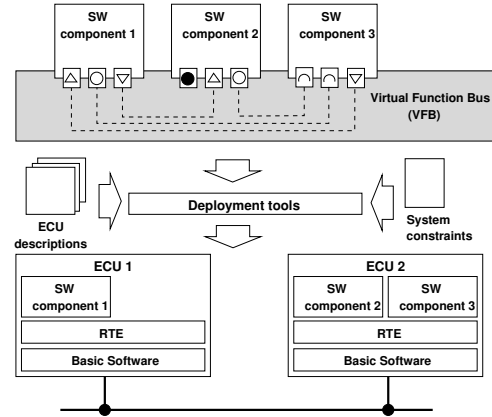 SW
component 1
SW
component 2
SW
component 3
Virtual Function Bus
(VFB)
Deployment tools
ECU
descriptions
System
constraints
ECU 1
SW
component 1
RTE
Basic Software
ECU 2
SW
component 2
SW
component 3
RTE
Basic Software